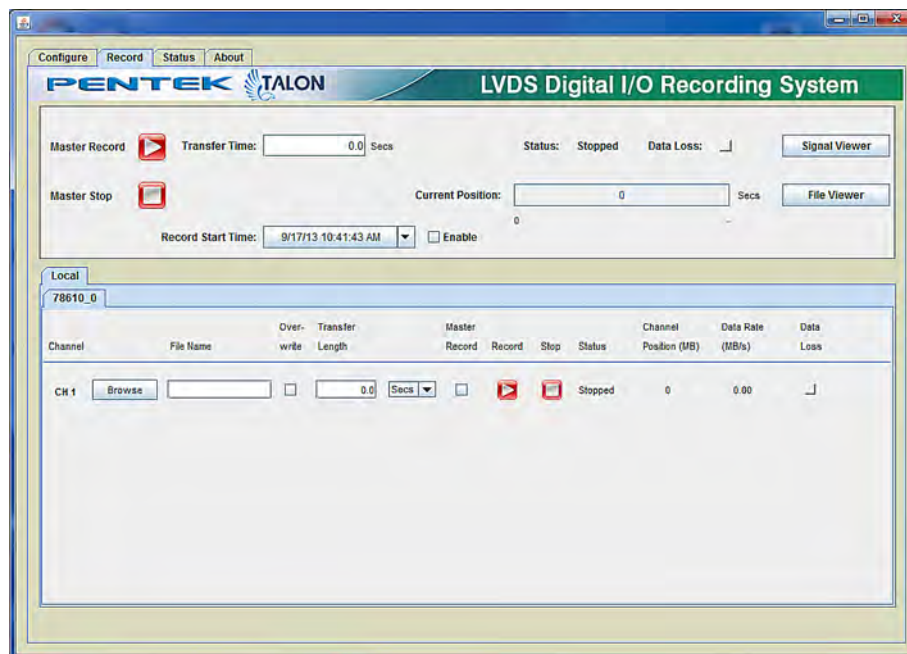 Configure Record Status About
PENTEK TALON LVDS Digital I/O Recording System
Master Record Transfer Time: 0.0 Secs Status: Stopped Data Loss: Signal Viewer
Master Stop Current Position: 0 Secs File Viewer
0 -
Record Start Time: 9/17/13 10:41:43 AM Enable
Local
78610_0
Over- Transfer Master Channel Data Rate Data
Channel File Name write Length Record Record Stop Status Position (MB) (MB/s) Loss
CH 1 Browse 0.0 Secs Stopped 0 0.00